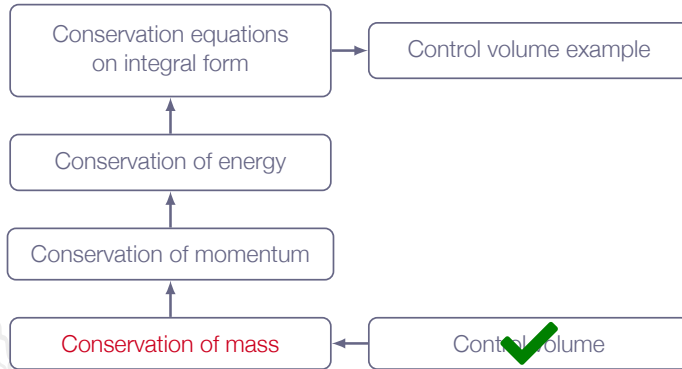 Conservation equations
on integral form
Control volume example
Conservation of energy
Conservation of momentum
Conservation of mass
Control volume